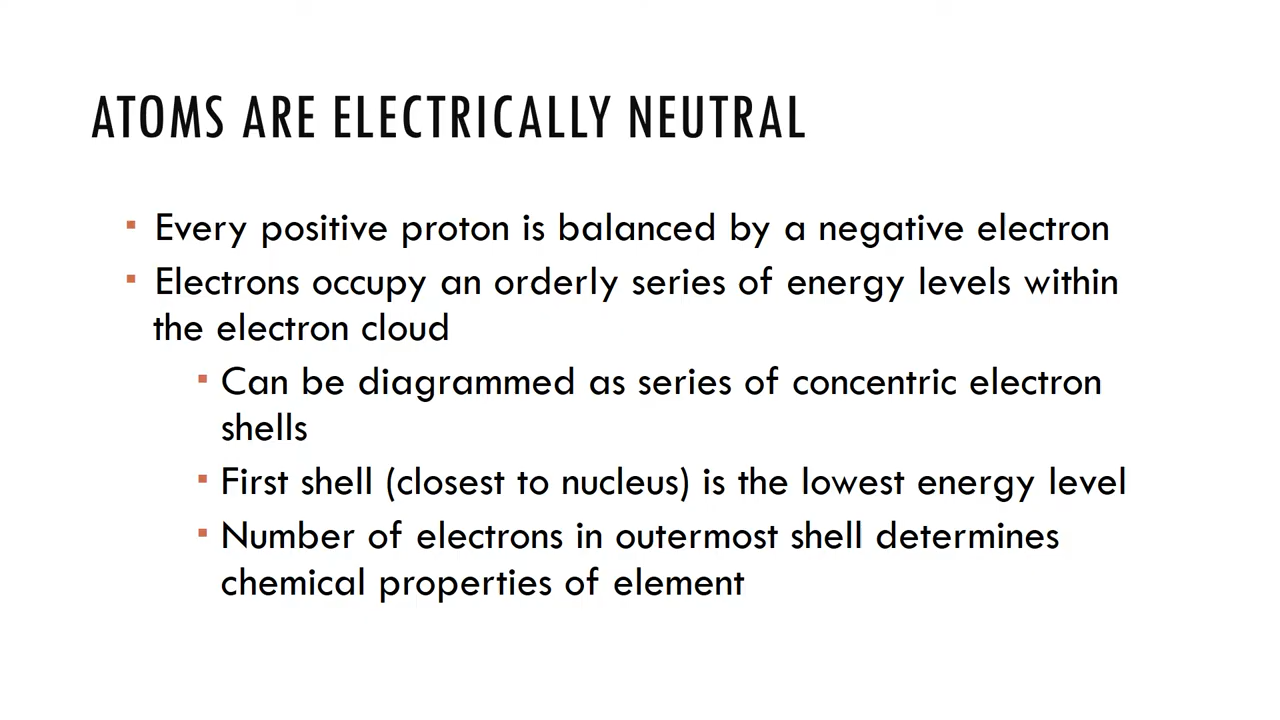 ATOMS ARE ELECTRICALLY NEUTRAL
▪ Every positive proton is balanced by a negative electron
▪ Electrons occupy an orderly series of energy levels within
the electron cloud
▪ Can be diagrammed as series of concentric electron
shells
▪ First shell (closest to nucleus) is the lowest energy level
▪ Number of electrons in outermost shell determines
chemical properties of element